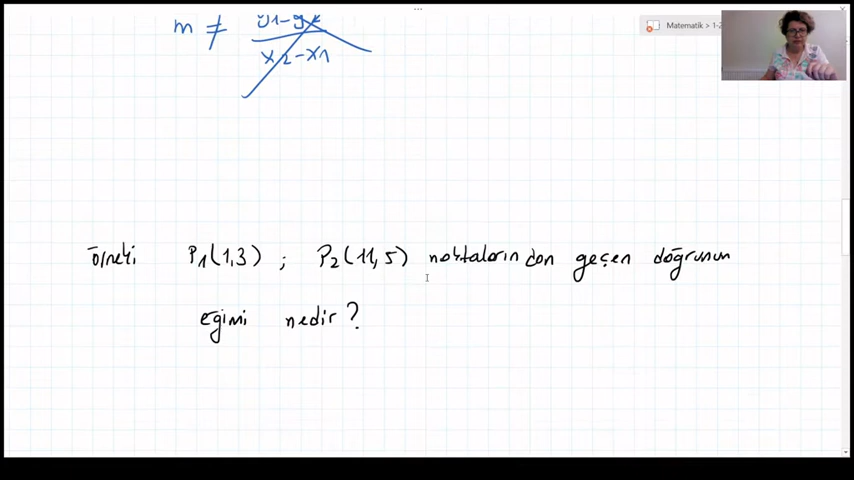 Matematik > 1-2
m ≠ y1-y2
x2-x1
örnek: P1(1,3) ; P2(11,5) noktalarından geçen doğrunun
eğimi nedir?